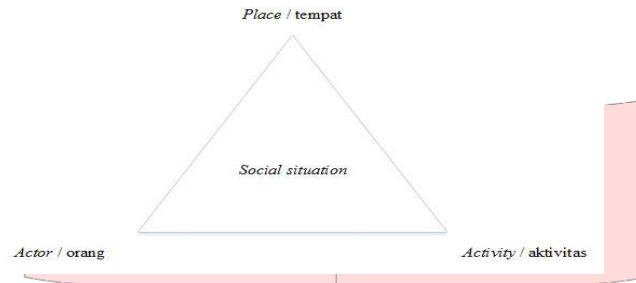 Place / tempat
Social situation
Actor / orang
Activity / aktivitas